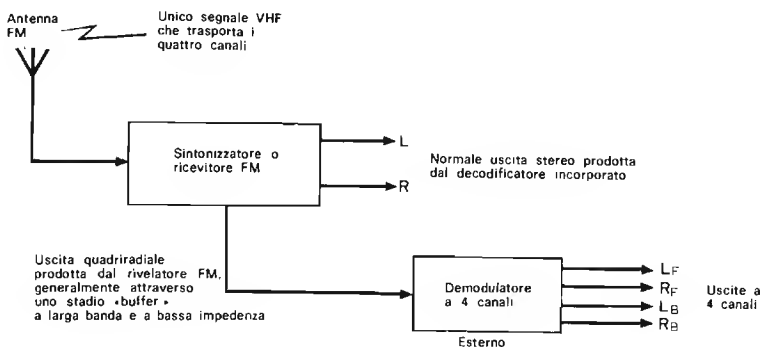 Antenna
FM
Unico segnale VHF
che trasporta i
quattro canali
Sintonizzatore o
ricevitore FM
L
R
Normale uscita stereo prodotta
dal decodificatore incorporato
Uscita quadriradiale
prodotta dal rivelatore FM,
generalmente attraverso
uno stadio «buffer»
a larga banda e a bassa impedenza
Demodulatore
a 4 canali
Esterno
LF
RF
LB
RB
Uscite a
4 canali